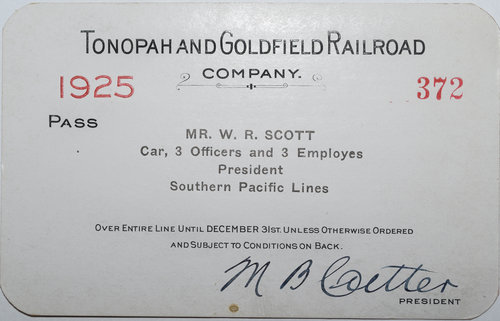 TONOPAH AND GOLDFIELD RAILROAD
COMPANY.
1925 372
PASS
MR. W. R. SCOTT
Car, 3 Officers and 3 Employes
President
Southern Pacific Lines
OVER ENTIRE LINE UNTIL DECEMBER 31ST. UNLESS OTHERWISE ORDERED
AND SUBJECT TO CONDITIONS ON BACK.
M B Cutter
PRESIDENT